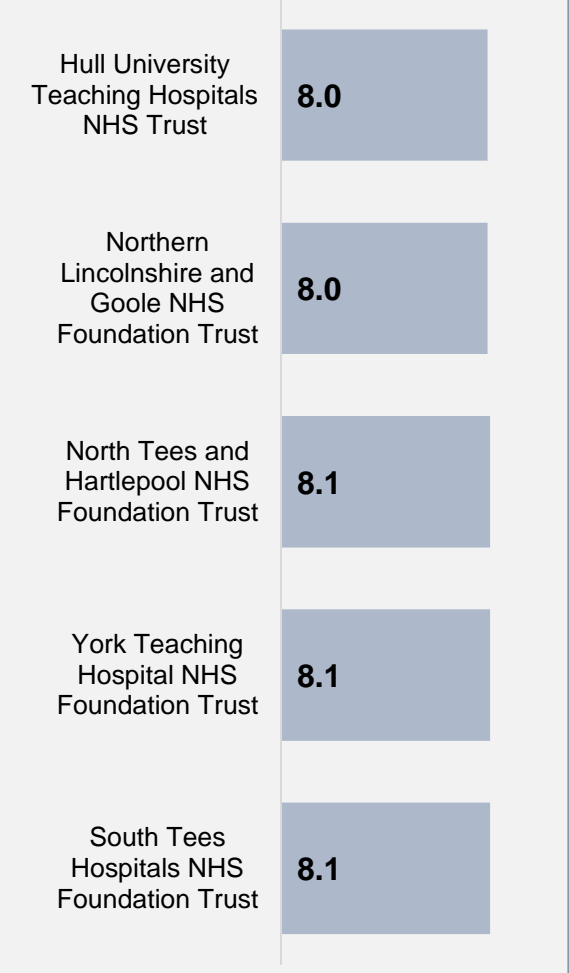 Hull University
Teaching Hospitals
NHS Trust
8.0
Northern
Lincolnshire and
Goole NHS
Foundation Trust
8.0
North Tees and
Hartlepool NHS
Foundation Trust
8.1
York Teaching
Hospital NHS
Foundation Trust
8.1
South Tees
Hospitals NHS
Foundation Trust
8.1